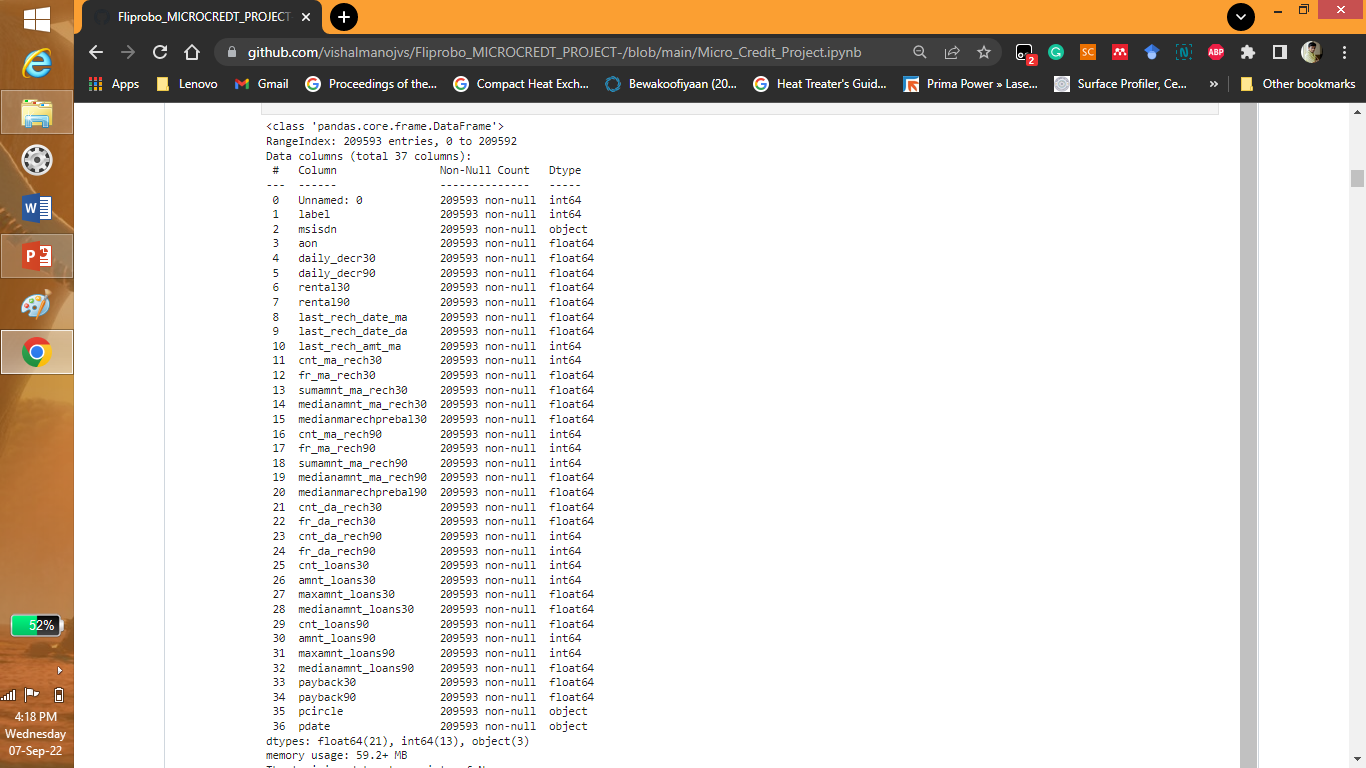 Fliprobo_MICROCREDT_PROJECT
github.com/vishalmanojvs/Fliprobo_MICROCREDT_PROJECT-/blob/main/Micro_Credit_Project.ipynb
2
SC
ABP
Apps Lenovo Gmail Proceedings of the... Compact Heat Exch... Bewakoofiyaan (20... Heat Treater's Guid... Prima Power » Lase... Surface Profiler, Ce... » Other bookmarks
<class 'pandas.core.frame.DataFrame'>
RangeIndex: 209593 entries, 0 to 209592
Data columns (total 37 columns):
# Column Non-Null Count Dtype
--- ------ -------------- -----
0 Unnamed: 0 209593 non-null int64
1 label 209593 non-null int64
2 msisdn 209593 non-null object
3 aon 209593 non-null float64
4 daily_decr30 209593 non-null float64
5 daily_decr90 209593 non-null float64
6 rental30 209593 non-null float64
7 rental90 209593 non-null float64
8 last_rech_date_ma 209593 non-null float64
9 last_rech_date_da 209593 non-null float64
10 last_rech_amt_ma 209593 non-null int64
11 cnt_ma_rech30 209593 non-null int64
12 fr_ma_rech30 209593 non-null float64
13 sumamnt_ma_rech30 209593 non-null float64
14 medianamnt_ma_rech30 209593 non-null float64
15 medianmarechprebal30 209593 non-null float64
16 cnt_ma_rech90 209593 non-null int64
17 fr_ma_rech90 209593 non-null int64
18 sumamnt_ma_rech90 209593 non-null int64
19 medianamnt_ma_rech90 209593 non-null float64
20 medianmarechprebal90 209593 non-null float64
21 cnt_da_rech30 209593 non-null float64
22 fr_da_rech30 209593 non-null float64
23 cnt_da_rech90 209593 non-null int64
24 fr_da_rech90 209593 non-null int64
25 cnt_loans30 209593 non-null int64
26 amnt_loans30 209593 non-null int64
27 maxamnt_loans30 209593 non-null float64
28 medianamnt_loans30 209593 non-null float64
29 cnt_loans90 209593 non-null float64
30 amnt_loans90 209593 non-null int64
31 maxamnt_loans90 209593 non-null int64
32 medianamnt_loans90 209593 non-null float64
33 payback30 209593 non-null float64
34 payback90 209593 non-null float64
35 pcircle 209593 non-null object
36 pdate 209593 non-null object
dtypes: float64(21), int64(13), object(3)
memory usage: 59.2+ MB
52%
4:18 PM
Wednesday
07-Sep-22